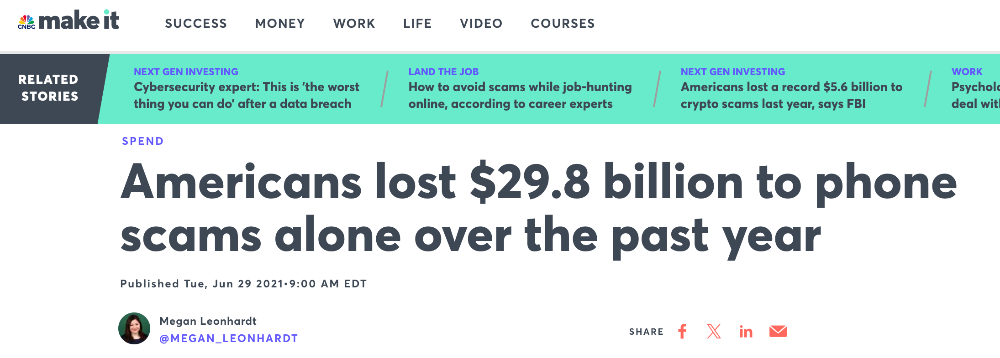 CNBC make it
SUCCESS MONEY WORK LIFE VIDEO COURSES
RELATED
STORIES
NEXT GEN INVESTING
Cybersecurity expert: This is 'the worst
thing you can do' after a data breach
LAND THE JOB
How to avoid scams while job-hunting
online, according to career experts
NEXT GEN INVESTING
Americans lost a record $5.6 billion to
crypto scams last year, says FBI
WORK
deal
SPEND
Americans lost $29.8 billion to phone
scams alone over the past year
Published Tue, Jun 29 2021•9:00 AM EDT
Megan Leonhardt
@MEGAN_LEONHARDT
SHARE